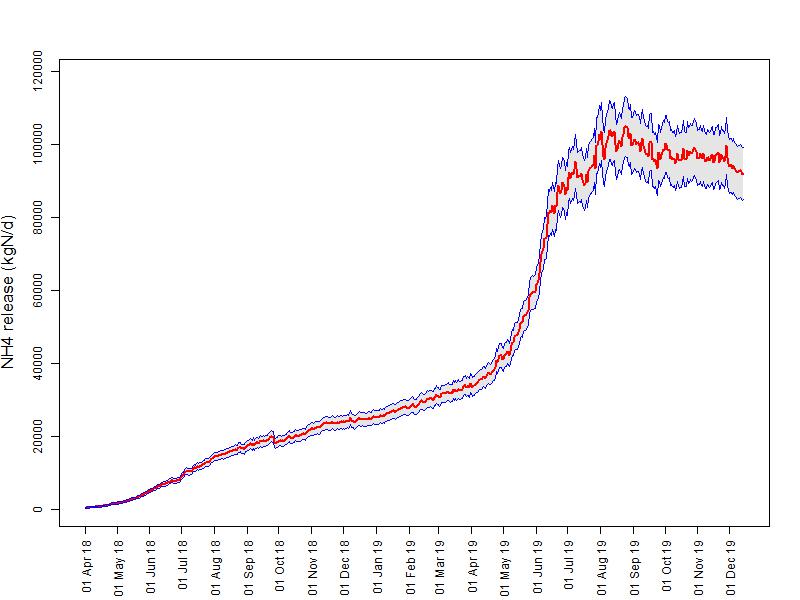 120000
100000
80000
60000
40000
20000
0
NH4 release (kgN/d)
01 Apr 18
01 May 18
01 Jun 18
01 Jul 18
01 Aug 18
01 Sep 18
01 Oct 18
01 Nov 18
01 Dec 18
01 Jan 19
01 Feb 19
01 Mar 19
01 Apr 19
01 May 19
01 Jun 19
01 Jul 19
01 Aug 19
01 Sep 19
01 Oct 19
01 Nov 19
01 Dec 19